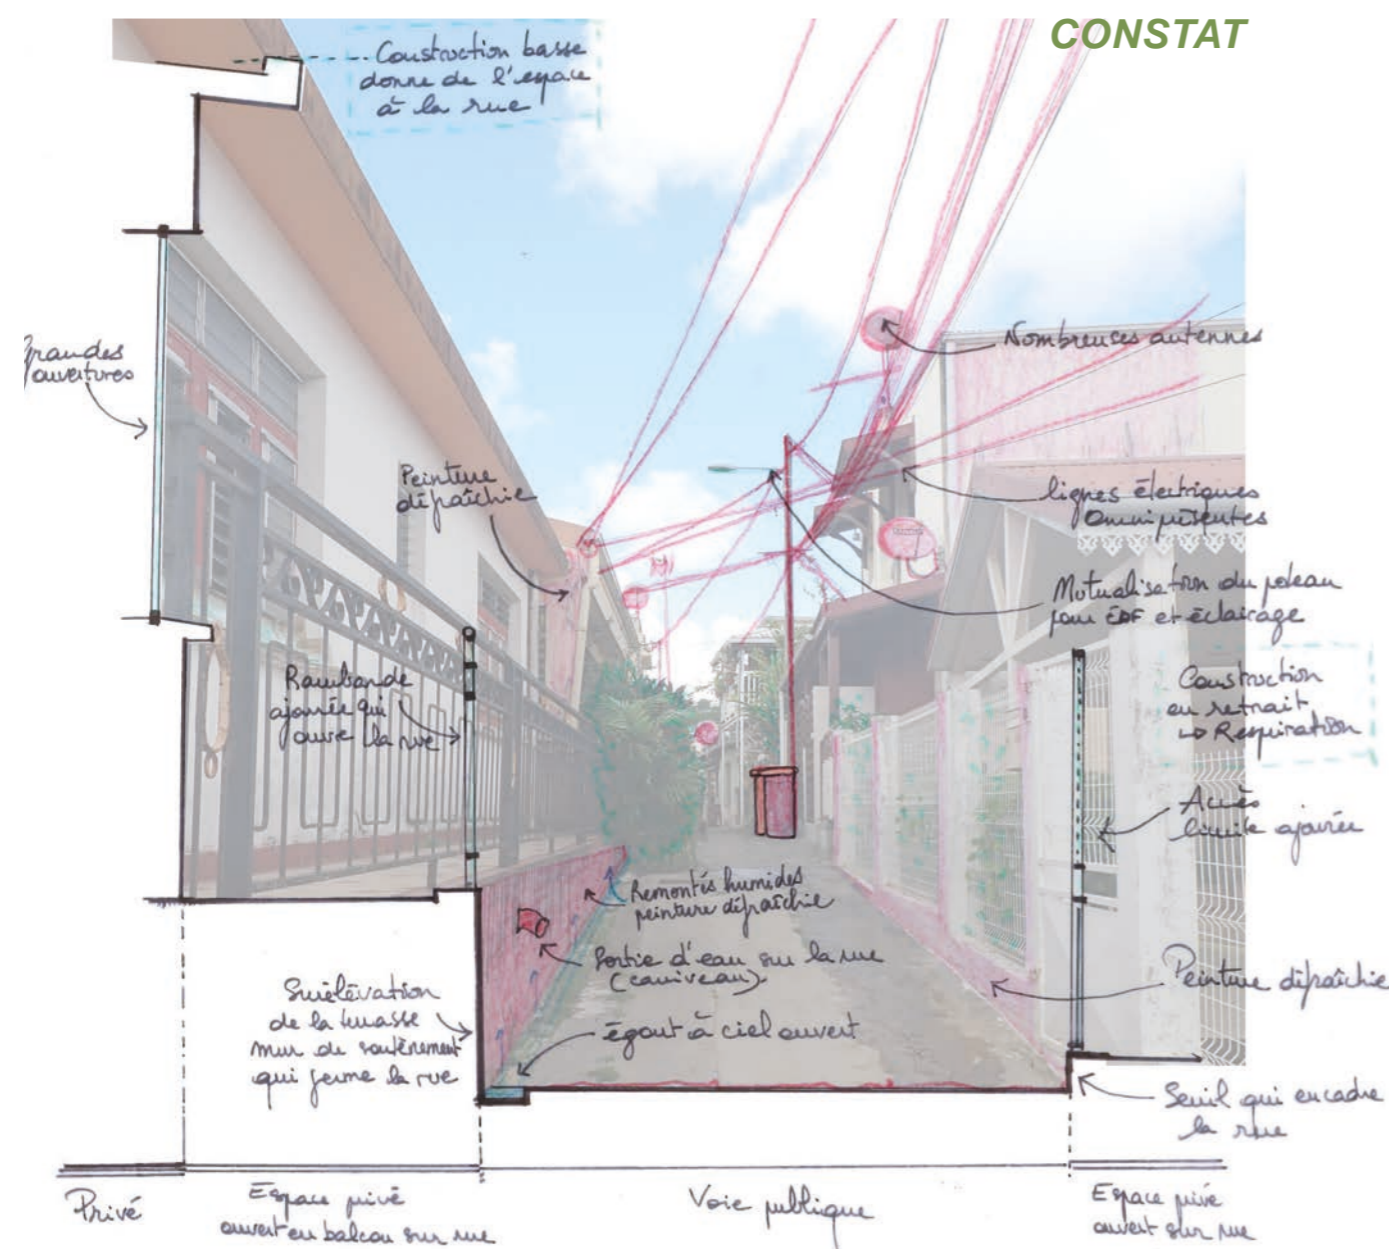 CONSTAT
Construction basse
donne de l'espace
à la rue
Grandes
ouvertures
Nombreuses antennes
Peinture
défraîchie
lignes électriques
omniprésentes
Mutualisation du poteau
pour EDF et éclairage
Rambarde
ajourée qui
ouvre la rue
Construction
en retrait
↳ Respiration
Accès
limite ajourée
Remontés humides
peinture défraîchie
Sortie d'eau sur la rue
(caniveau)
Peinture défraîchie
Surélévation
de la terrasse
mur de soutènement
qui ferme la rue
égout à ciel ouvert
Seuil qui encadre
la rue
Privé
Espace privé
ouvert en balcon sur rue
Voie publique
Espace privé
ouvert sur rue